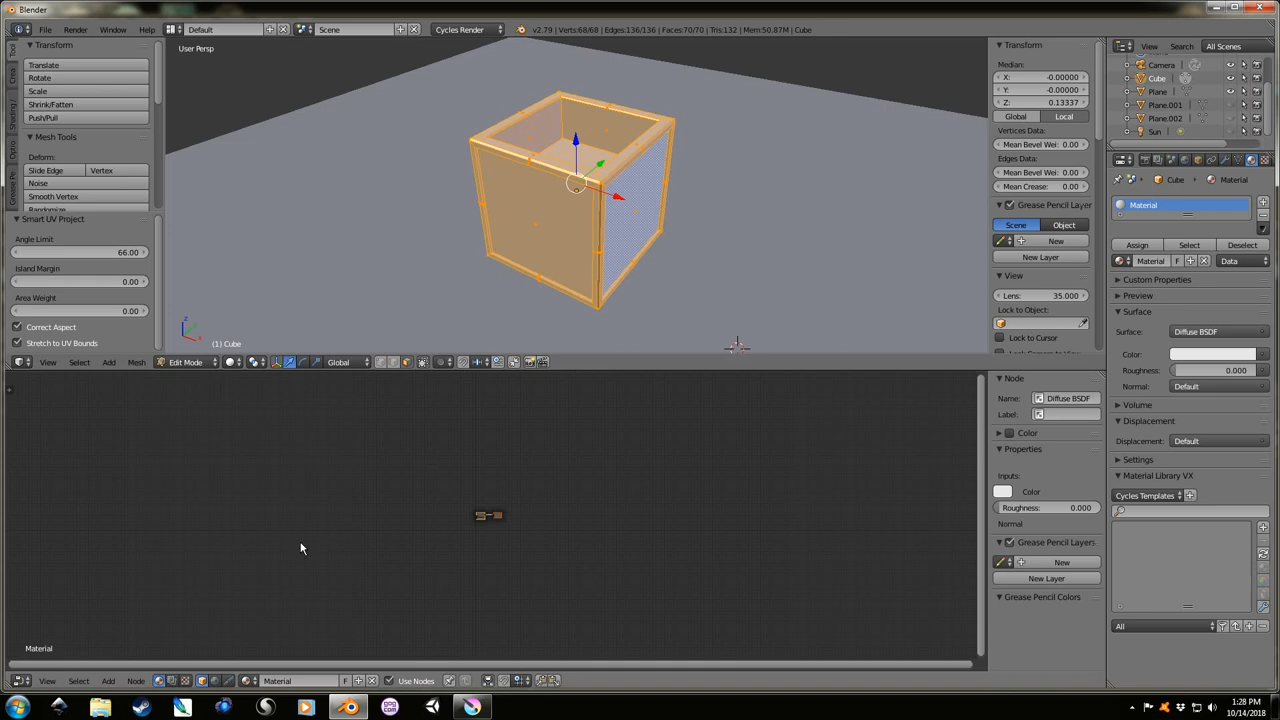 Blender
File Render Window Help Default Scene Cycles Render v2.79 | Verts:68/68 | Edges:136/136 | Faces:70/70 | Tris:132 | Mem:50.87M | Cube
Transform
Translate
Rotate
Scale
Shrink/Fatten
Push/Pull
Mesh Tools
Deform:
Slide Edge Vertex
Noise
Smooth Vertex
Randomize
Smart UV Project
Angle Limit
66.00
Island Margin
0.00
Area Weight
0.00
Correct Aspect
Stretch to UV Bounds
User Persp
(1) Cube
View Select Add Mesh Edit Mode Global
Transform
Median:
X: -0.00000
Y: -0.00000
Z: 0.13337
Global Local
Vertices Data:
Mean Bevel Wei: 0.00
Edges Data:
Mean Bevel Wei: 0.00
Mean Crease: 0.00
Grease Pencil Layer
Scene Object
New
New Layer
View
Lens: 35.000
Lock to Object:
Lock to Cursor
View Search All Scenes
Camera
Cube
Plane
Plane.001
Plane.002
Sun
Cube Material
Material
Assign Select Deselect
Material F Data
Custom Properties
Preview
Surface
Surface: Diffuse BSDF
Color:
Roughness: 0.000
Normal: Default
Volume
Displacement
Displacement: Default
Settings
Material Library VX
Cycles Templates
All
Node
Name: Diffuse BSDF
Label:
Color
Properties
Inputs:
Color
Roughness: 0.000
Normal
Grease Pencil Layers
New
New Layer
Grease Pencil Colors
Material
View Select Add Node Material F Use Nodes
1:28 PM
10/14/2018